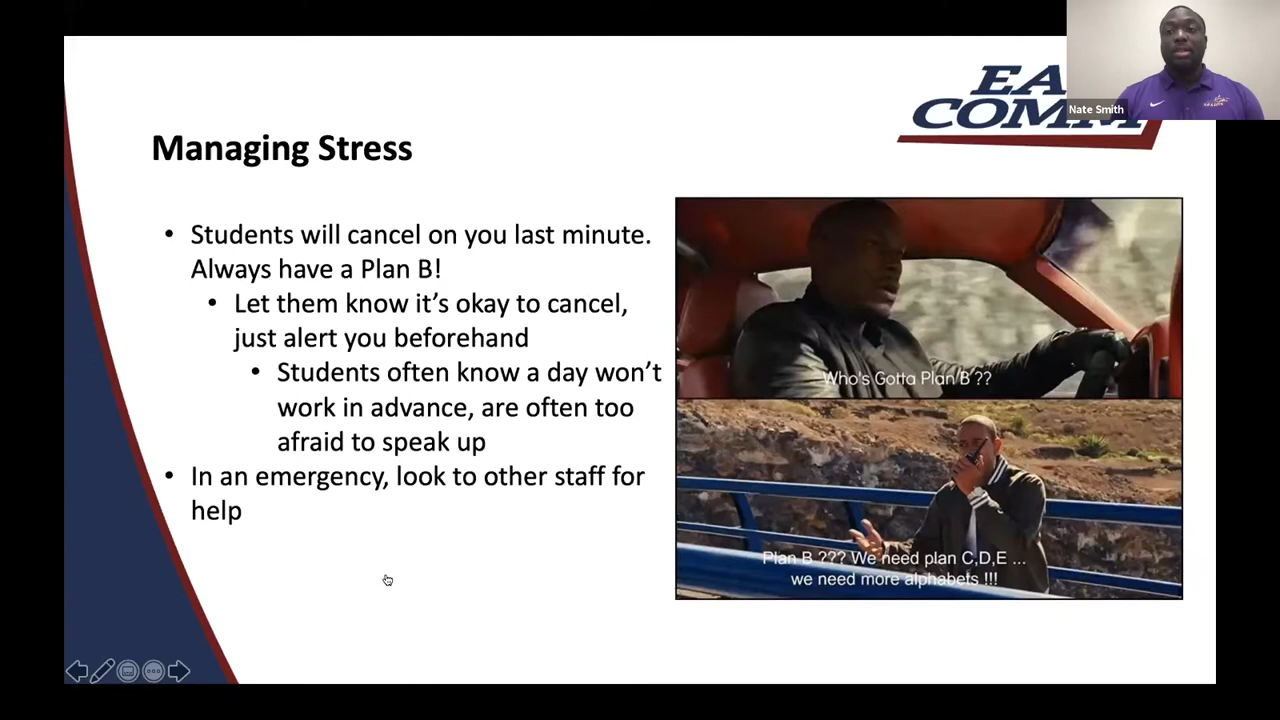 EA
COMM
Nate Smith
Managing Stress
• Students will cancel on you last minute.
Always have a Plan B!
• Let them know it’s okay to cancel,
just alert you beforehand
• Students often know a day won’t
work in advance, are often too
afraid to speak up
• In an emergency, look to other staff for
help
Who's Gotta Plan B ??
Plan B ??? We need plan C,D,E ...
we need more alphabets !!!